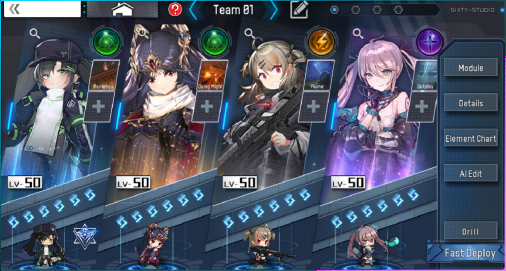 Team 01
SIXTY-STUDIO
Module
Details
Element Chart
AI Edit
Drill
Fast Deploy
LV. 50
LV. 50
LV. 50
LV. 50